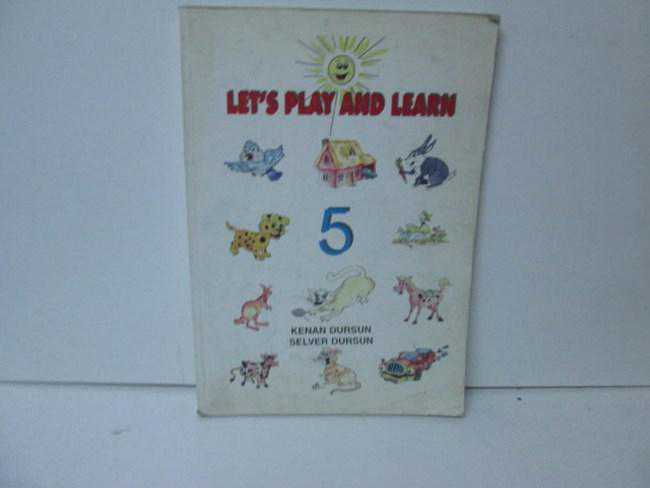 LET'S PLAY AND LEARN
5
KENAN DURSUN
SELVER DURSUN